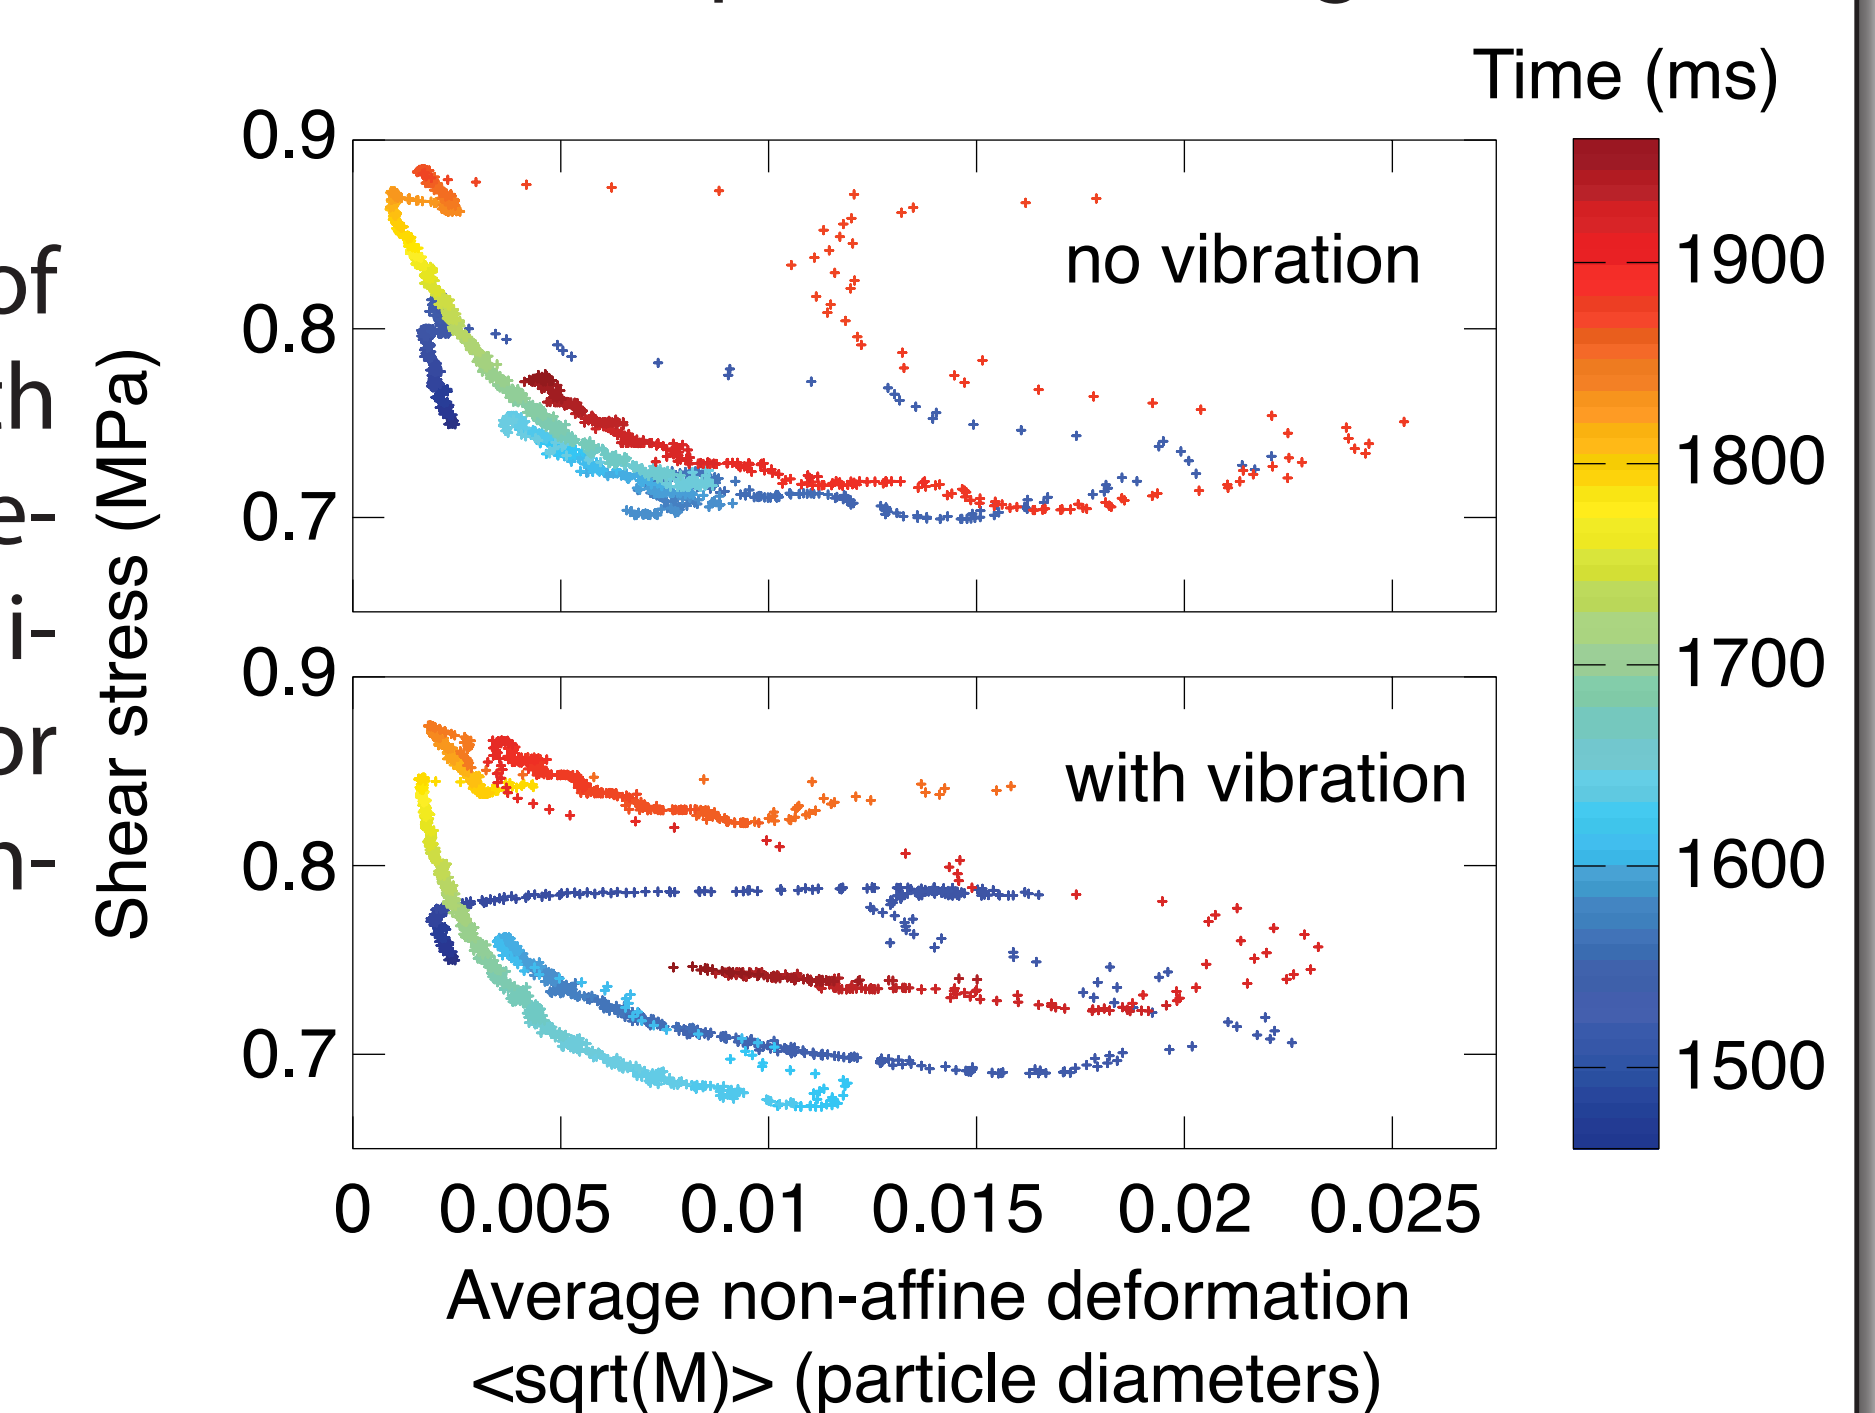 Time (ms)
0.9
0.8
0.7
no vibration
1900
1800
1700
1600
1500
of
e-
i-
or
Shear stress (MPa)
0.9
0.8
0.7
with vibration
0 0.005 0.01 0.015 0.02 0.025
Average non-affine deformation
<sqrt(M)> (particle diameters)